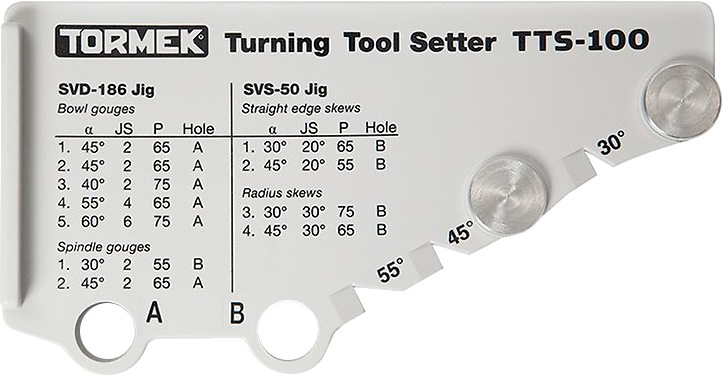 TORMEK Turning Tool Setter TTS-100
SVD-186 Jig
Bowl gouges
α JS P Hole
1. 45° 2 65 A
2. 45° 2 65 A
3. 40° 2 75 A
4. 55° 4 65 A
5. 60° 6 75 A
Spindle gouges
1. 30° 2 55 B
2. 45° 2 65 A
SVS-50 Jig
Straight edge skews
α JS P Hole
1. 30° 20° 65 B
2. 45° 20° 55 B
Radius skews
3. 30° 30° 75 B
4. 45° 30° 65 B
A
B
55°
45°
30°